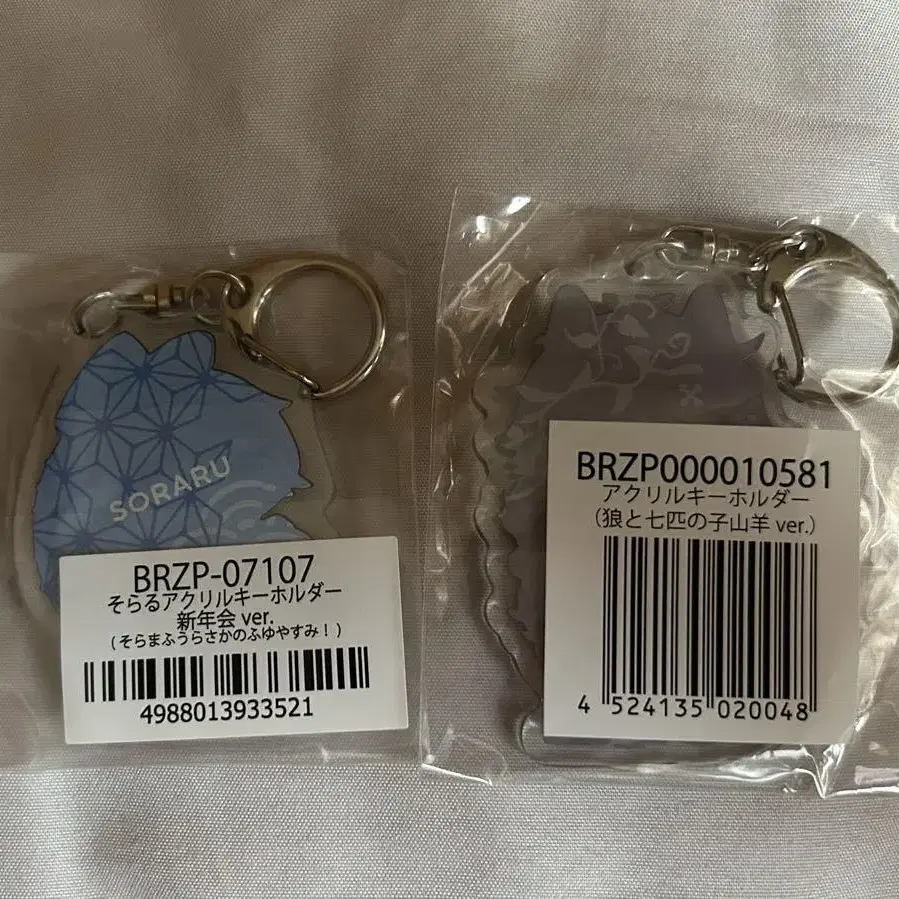 SORARU
BRZP-07107
そらるアクリルキーホルダー
新年会 ver.
(そらまふうらさかのふゆやすみ！)
4988013933521
BRZP000010581
アクリルキーホルダー
(狼と七匹の子山羊 ver.)
4 524135 020048